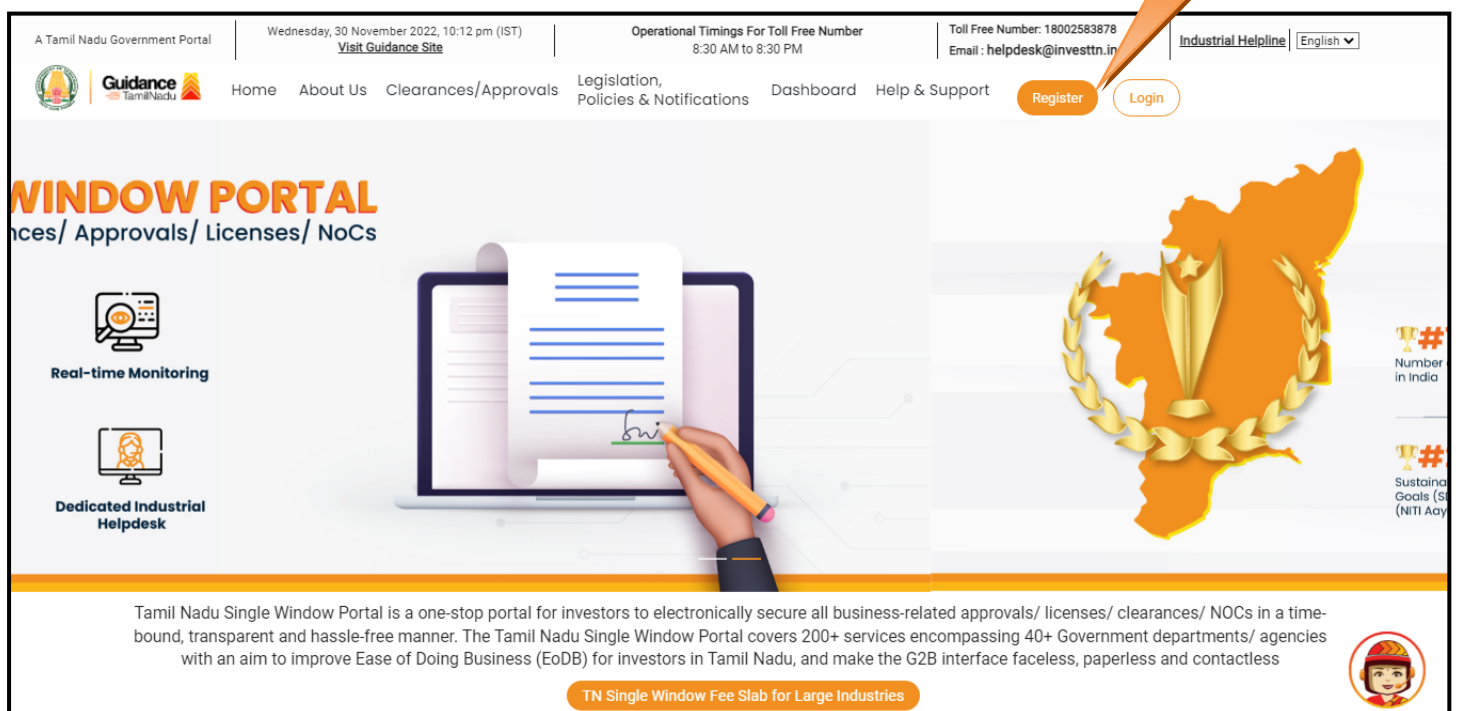 A Tamil Nadu Government Portal
Wednesday, 30 November 2022, 10:12 pm (IST)
Visit Guidance Site
Operational Timings For Toll Free Number
8:30 AM to 8:30 PM
Toll Free Number: 18002583878
Email : helpdesk@investtn.in
Industrial Helpline
English
Guidance
TamilNadu
Home
About Us
Clearances/Approvals
Legislation,
Policies & Notifications
Dashboard
Help & Support
Register
Login
WINDOW PORTAL
nces/ Approvals/ Licenses/ NoCs
Real-time Monitoring
Dedicated Industrial
Helpdesk
Number
in India
Sustaina
Goals (S
(NITI Aay
Tamil Nadu Single Window Portal is a one-stop portal for investors to electronically secure all business-related approvals/ licenses/ clearances/ NOCs in a time-
bound, transparent and hassle-free manner. The Tamil Nadu Single Window Portal covers 200+ services encompassing 40+ Government departments/ agencies
with an aim to improve Ease of Doing Business (EoDB) for investors in Tamil Nadu, and make the G2B interface faceless, paperless and contactless
TN Single Window Fee Slab for Large Industries